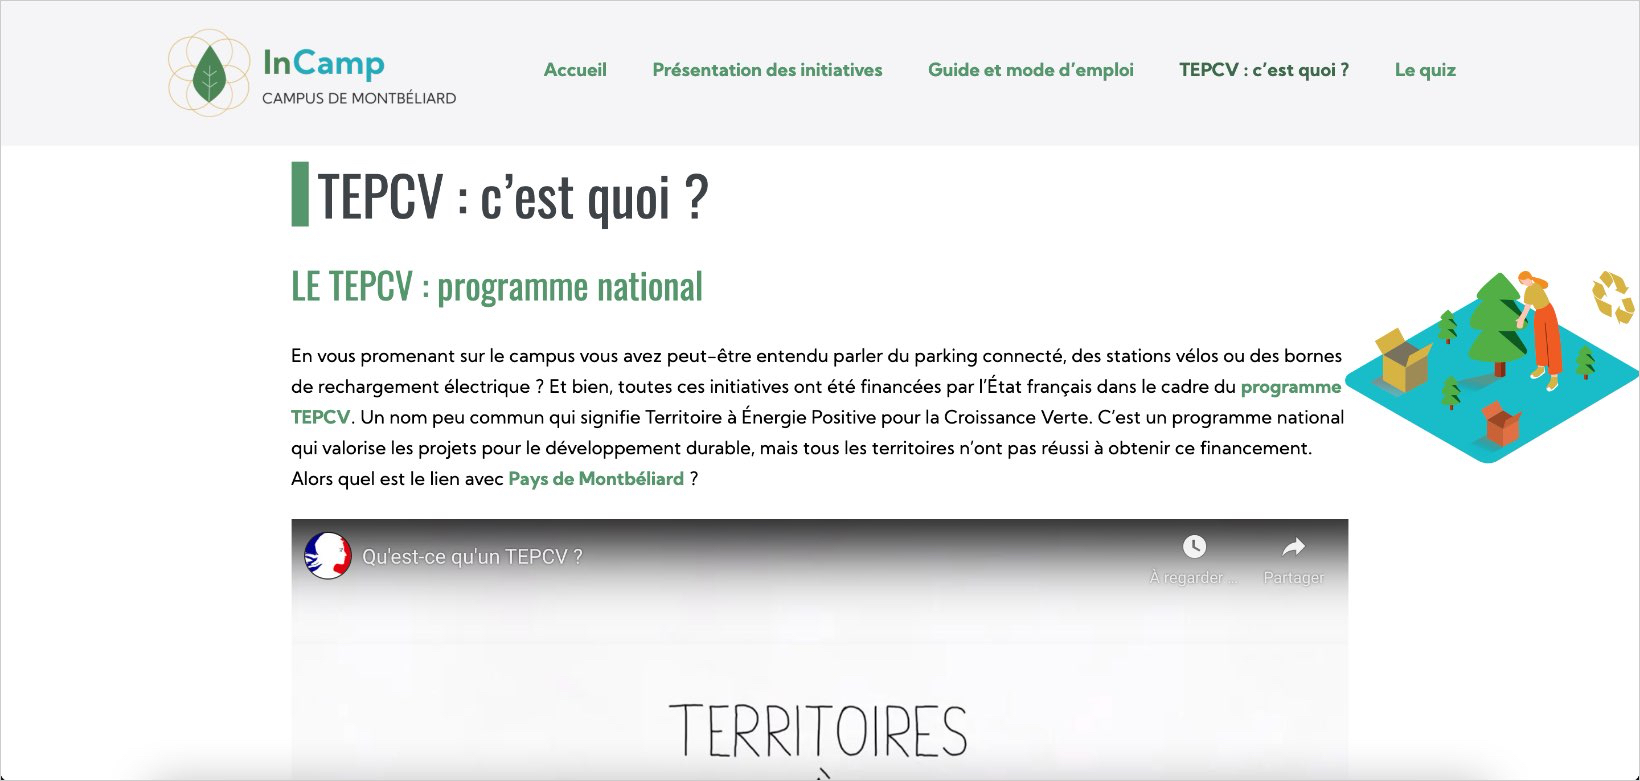 InCamp
CAMPUS DE MONTBÉLIARD
Accueil
Présentation des initiatives
Guide et mode d’emploi
TEPCV : c’est quoi ?
Le quiz
TEPCV : c’est quoi ?
LE TEPCV : programme national
En vous promenant sur le campus vous avez peut-être entendu parler du parking connecté, des stations vélos ou des bornes
de rechargement électrique ? Et bien, toutes ces initiatives ont été financées par l’État français dans le cadre du programme
TEPCV. Un nom peu commun qui signifie Territoire à Énergie Positive pour la Croissance Verte. C’est un programme national
qui valorise les projets pour le développement durable, mais tous les territoires n’ont pas réussi à obtenir ce financement.
Alors quel est le lien avec Pays de Montbéliard ?
Qu'est-ce qu'un TEPCV ?
À regarder ...
Partager
TERRITOIRES